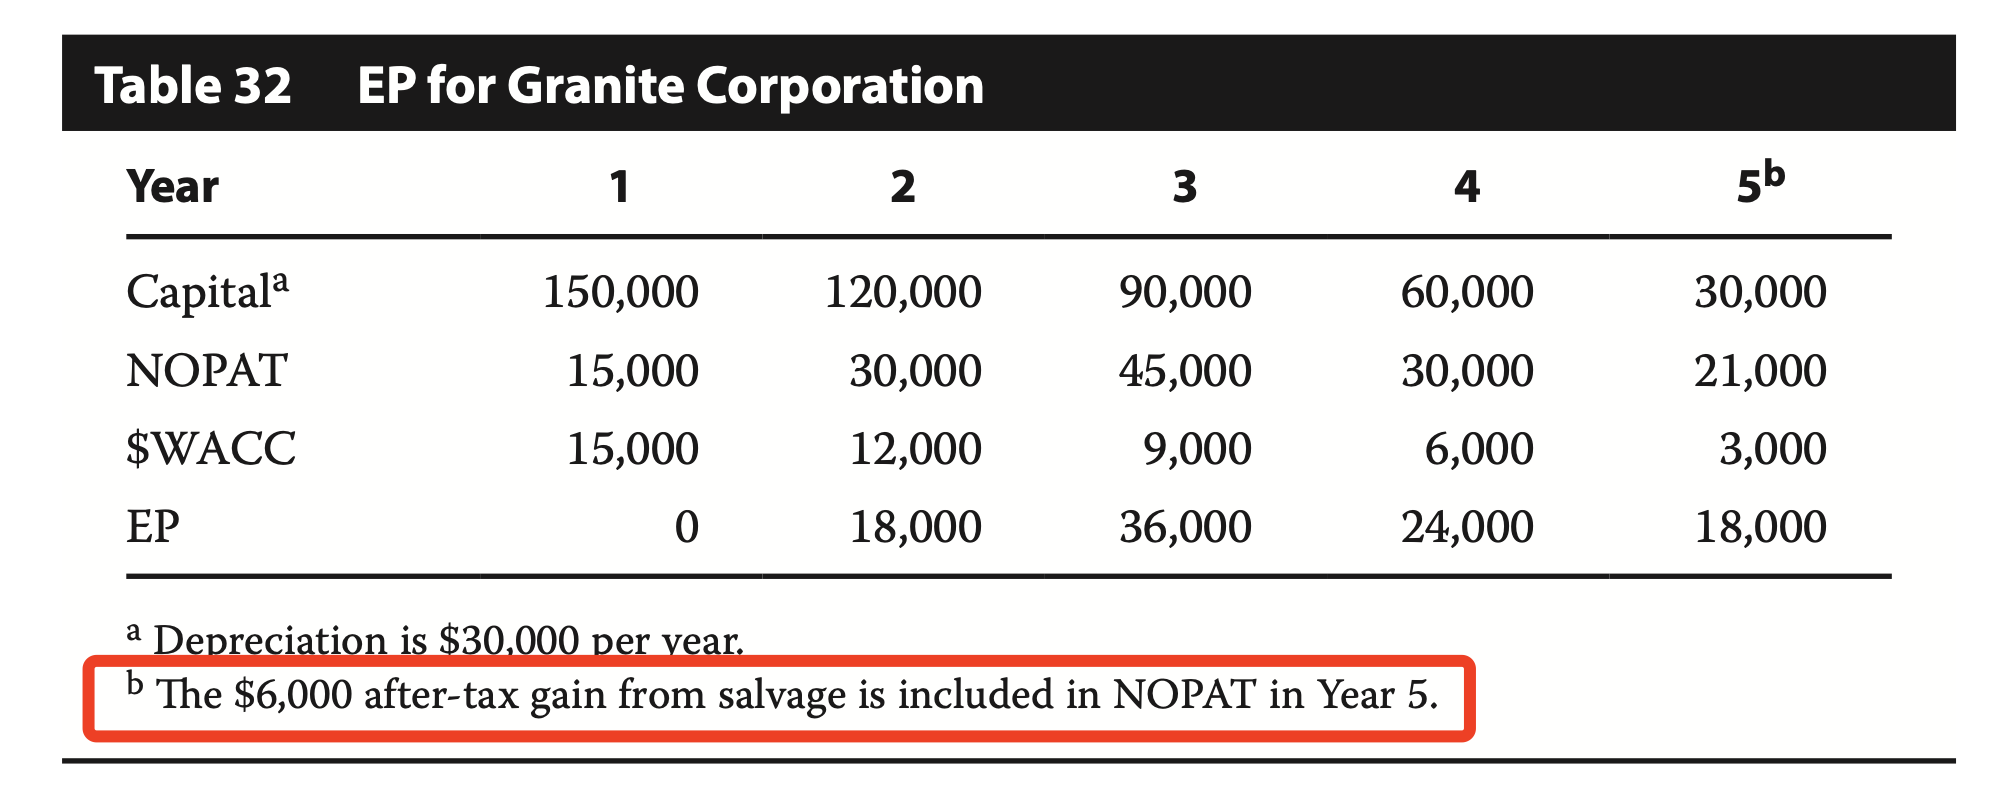 Table 32 EP for Granite Corporation
Year 1 2 3 4 5b
Capitala 150,000 120,000 90,000 60,000 30,000
NOPAT 15,000 30,000 45,000 30,000 21,000
$WACC 15,000 12,000 9,000 6,000 3,000
EP 0 18,000 36,000 24,000 18,000
a Depreciation is $30,000 per year.
b The $6,000 after-tax gain from salvage is included in NOPAT in Year 5.